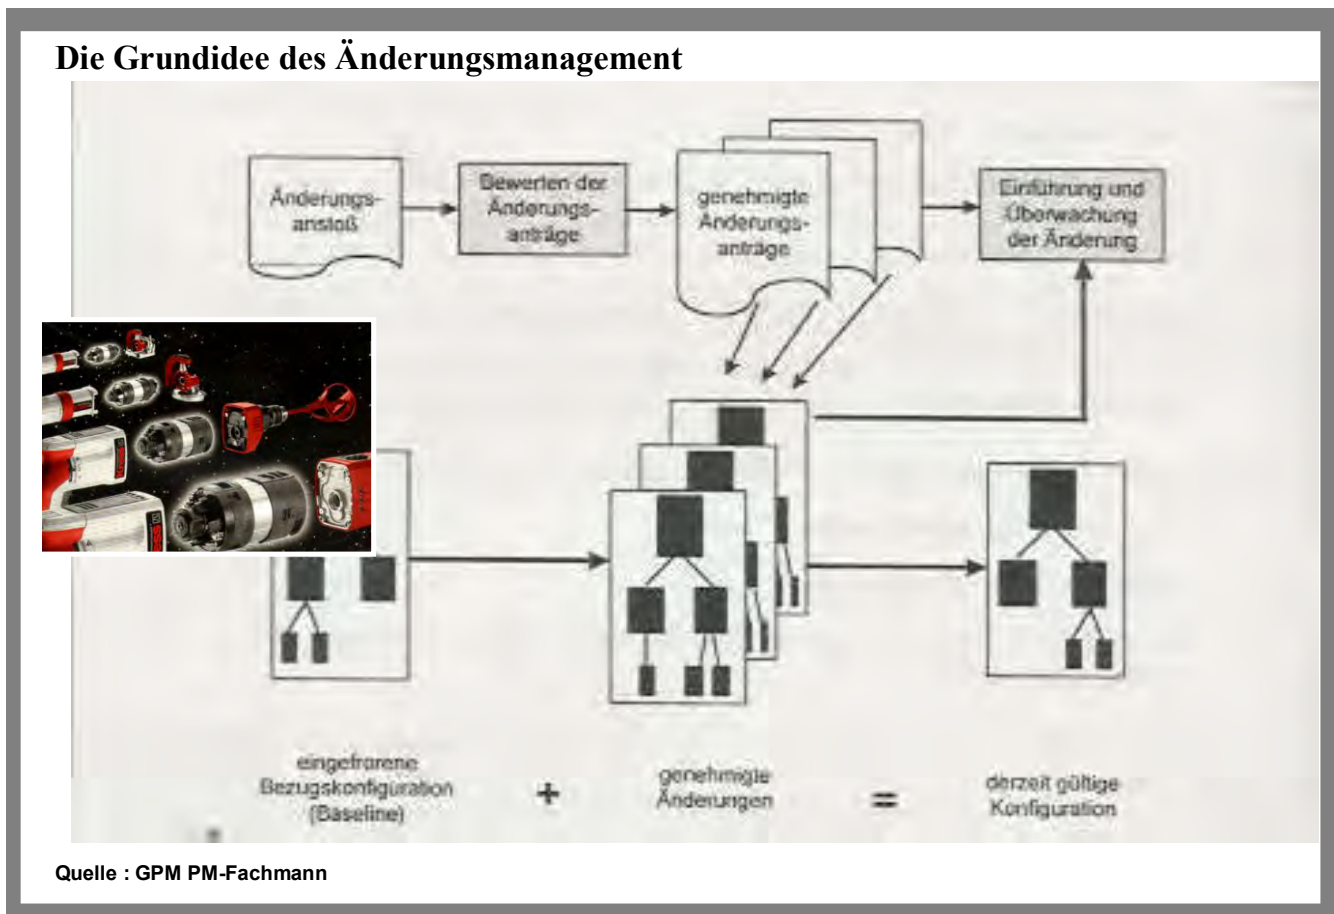 Die Grundidee des Änderungsmanagement
Änderungs-
anstoß
Bewerten der
Änderungs-
anträge
genehmigte
Änderungs-
anträge
Einführung und
Überwachung
der Änderung
eingefrorene
Bezugskonfiguration
(Baseline)
+
genehmigte
Änderungen
=
derzeit gültige
Konfiguration
Quelle : GPM PM-Fachmann